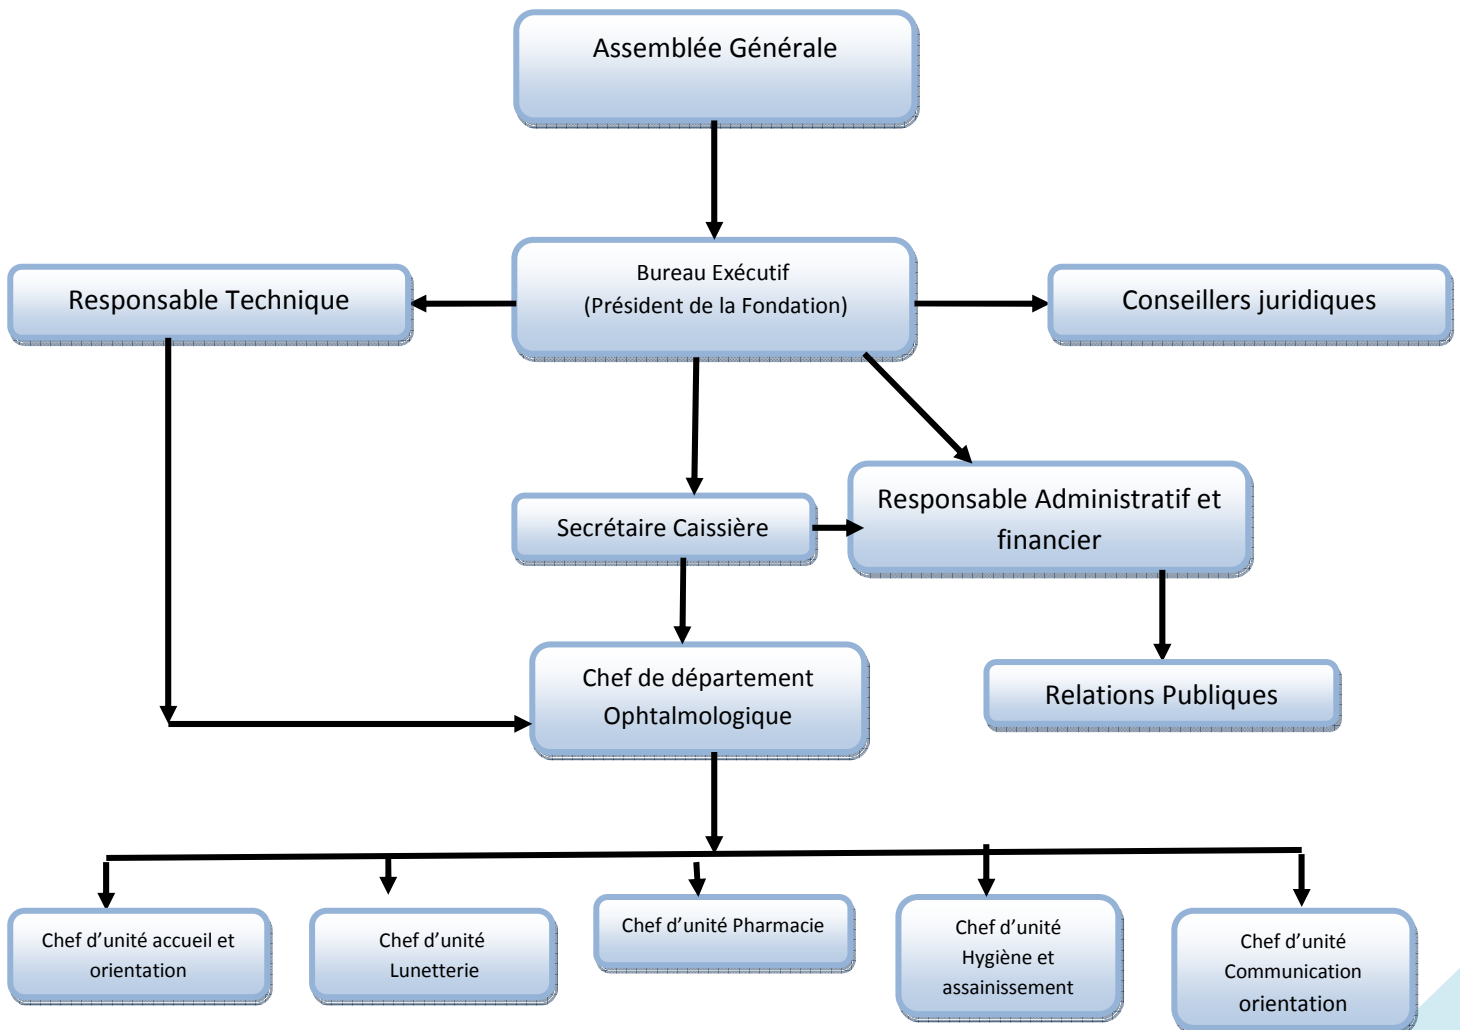 Assemblée Générale
Bureau Exécutif
(Président de la Fondation)
Responsable Technique
Conseillers juridiques
Secrétaire Caissière
Responsable Administratif et
financier
Chef de département
Ophtalmologique
Relations Publiques
Chef d’unité accueil et
orientation
Chef d’unité
Lunetterie
Chef d’unité Pharmacie
Chef d’unité
Hygiène et
assainissement
Chef d’unité
Communication
orientation